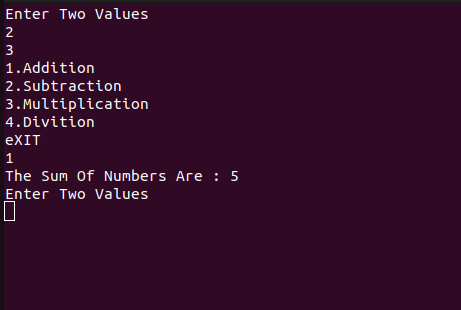 Enter Two Values
2
3
1.Addition
2.Subtraction
3.Multiplication
4.Divition
eXIT
1
The Sum Of Numbers Are : 5
Enter Two Values